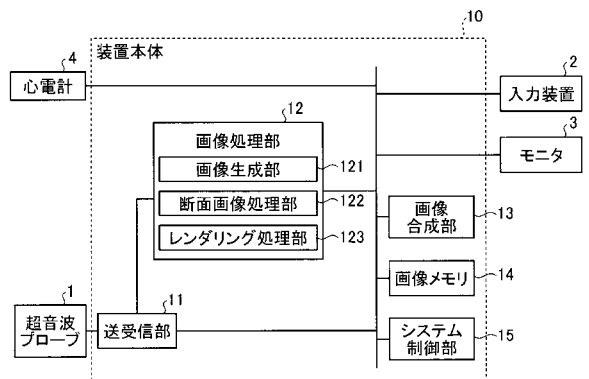 10
装置本体
4
心電計
2
入力装置
12
画像処理部
画像生成部
121
3
モニタ
断面画像処理部
122
レンダリング処理部
123
画像
合成部
13
画像メモリ
14
1
超音波
プローブ
11
送受信部
システム
制御部
15